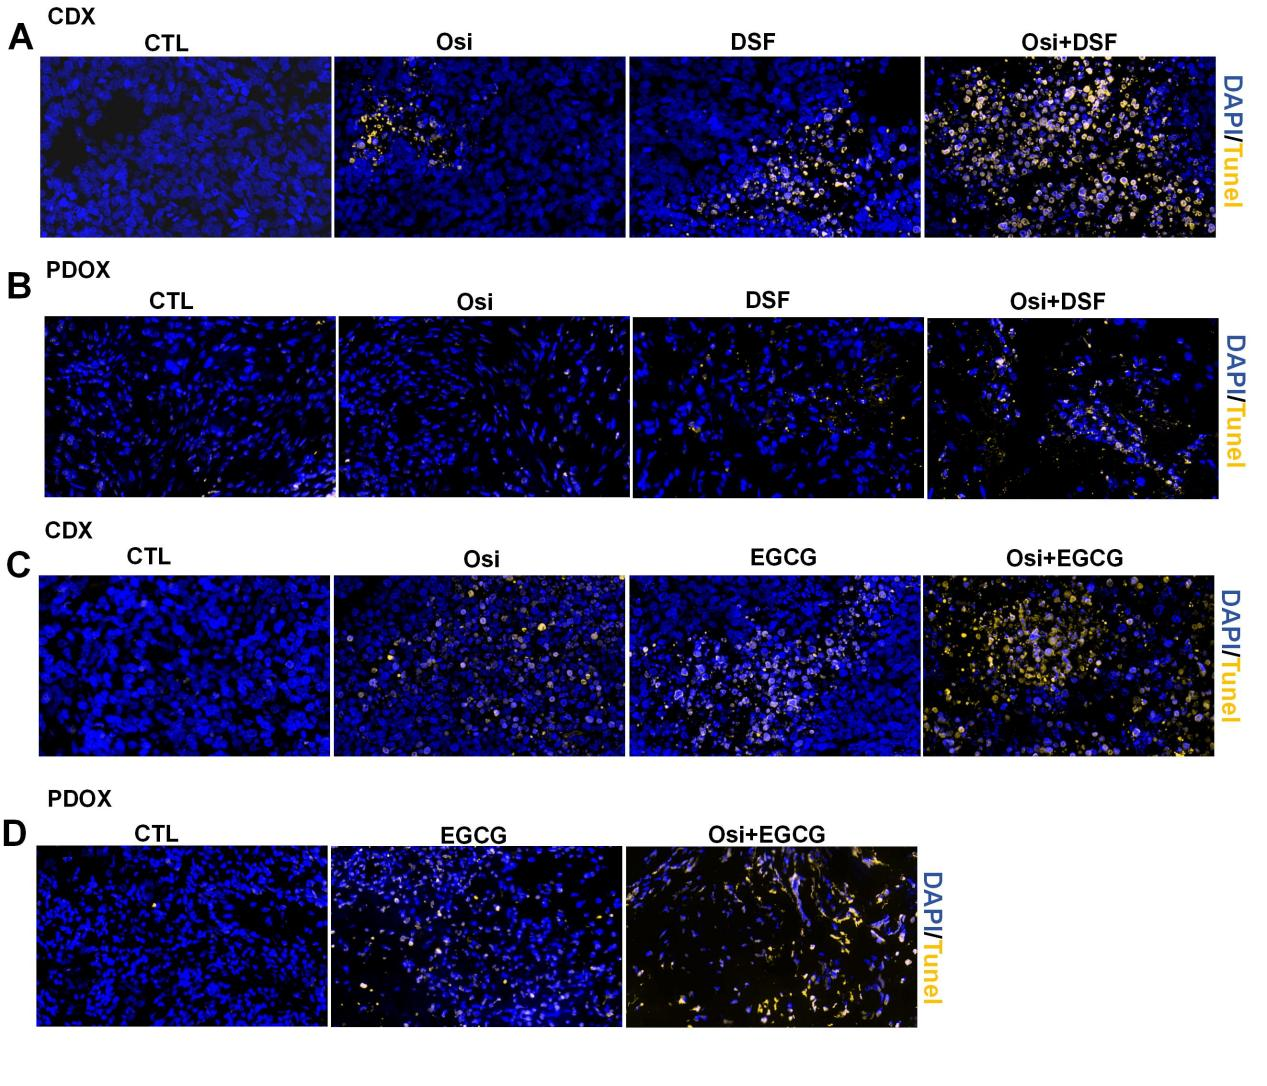 CDX
A
CTL
Osi
DSF
Osi+DSF
DAPI/Tunel
PDOX
B
CTL
Osi
DSF
Osi+DSF
DAPI/Tunel
CDX
C
CTL
Osi
EGCG
Osi+EGCG
DAPI/Tunel
PDOX
D
CTL
EGCG
Osi+EGCG
DAPI/Tunel